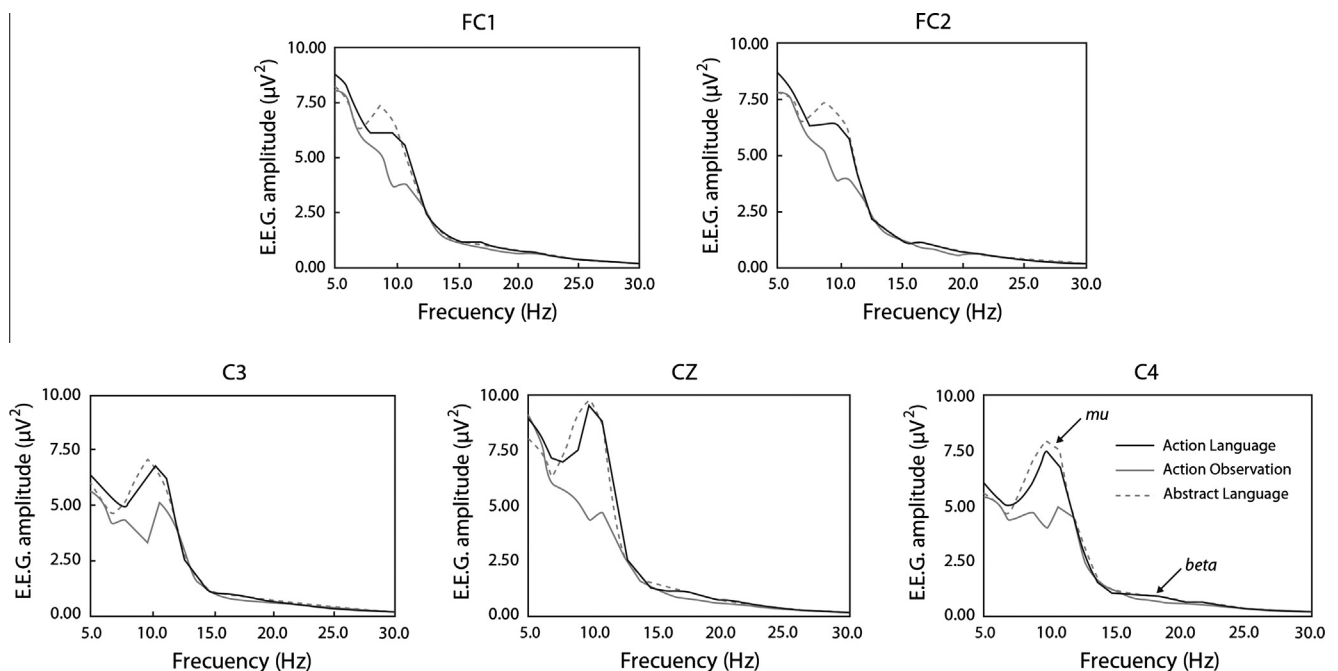 FC1
FC2
E.E.G. amplitude (µV²)
10.00
7.50
5.00
2.50
0.00
5.0 10.0 15.0 20.0 25.0 30.0
Frecuency (Hz)
E.E.G. amplitude (µV²)
10.00
7.50
5.00
2.50
0.00
5.0 10.0 15.0 20.0 25.0 30.0
Frecuency (Hz)
C3
E.E.G. amplitude (µV²)
10.00
7.50
5.00
2.50
0.00
5.0 10.0 15.0 20.0 25.0 30.0
Frecuency (Hz)
CZ
E.E.G. amplitude (µV²)
10.00
7.50
5.00
2.50
0.00
5.0 10.0 15.0 20.0 25.0 30.0
Frecuency (Hz)
C4
E.E.G. amplitude (µV²)
10.00
7.50
5.00
2.50
0.00
5.0 10.0 15.0 20.0 25.0 30.0
Frecuency (Hz)
mu
Action Language
Action Observation
Abstract Language
beta